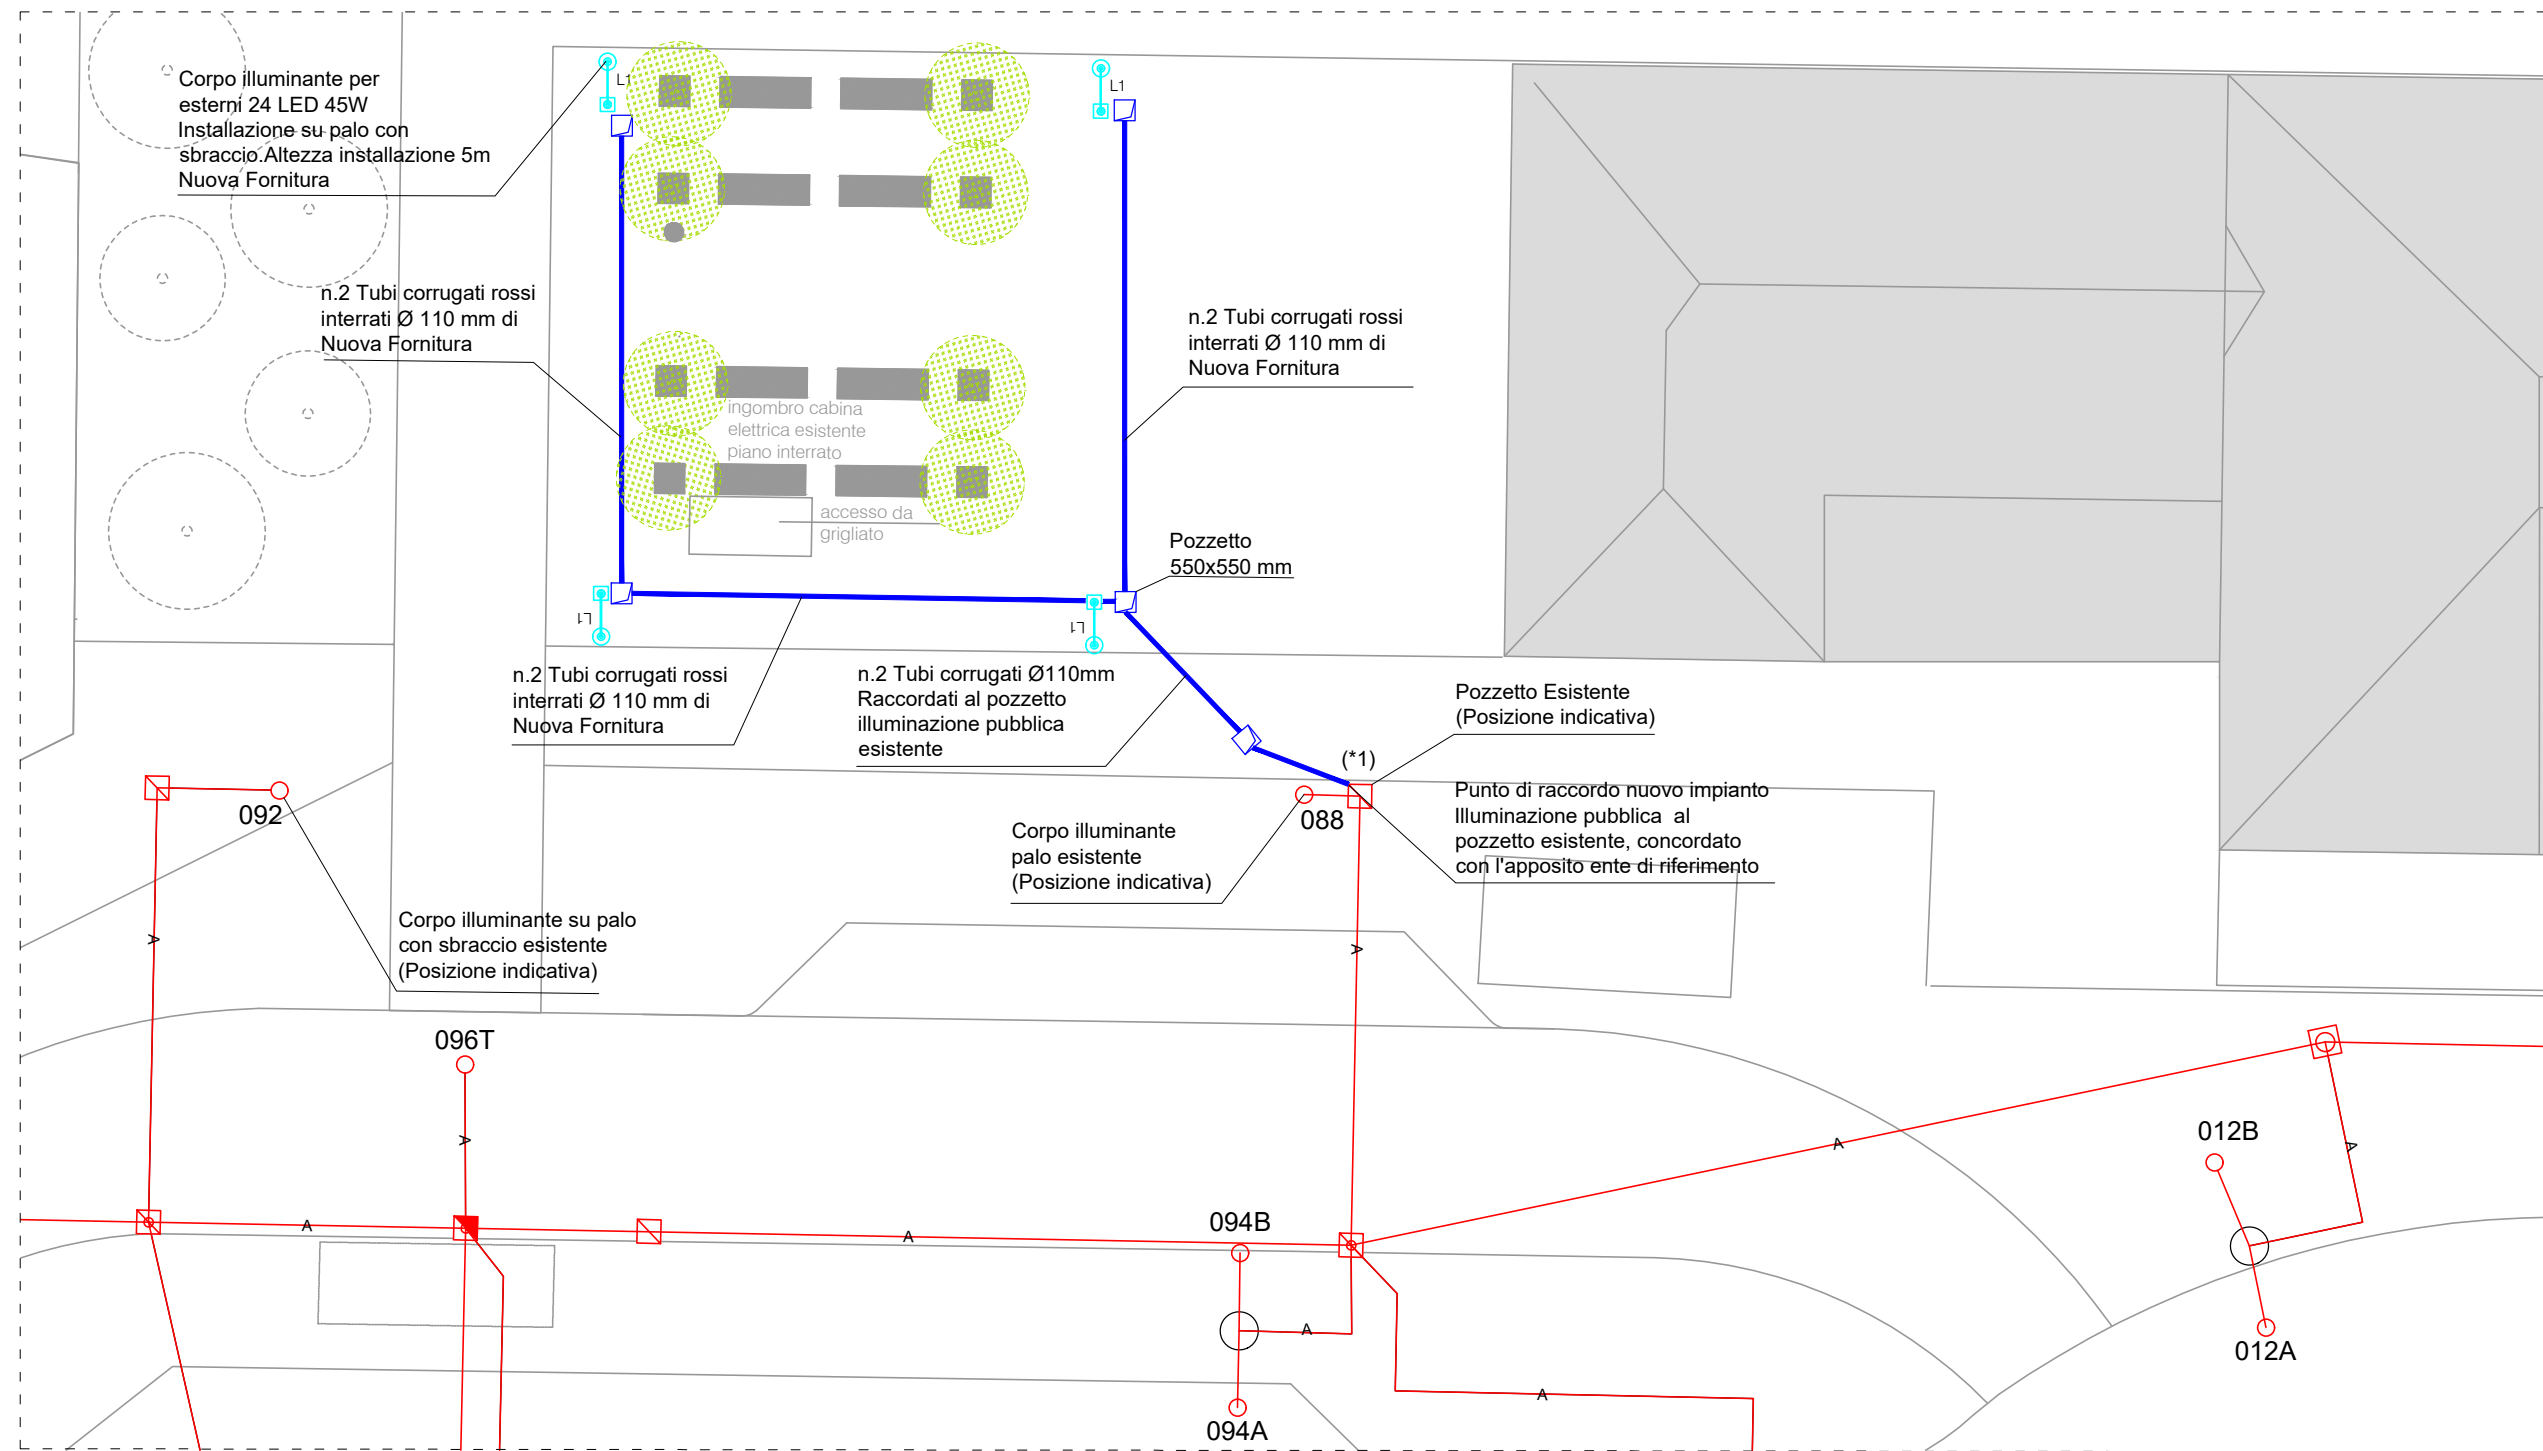 Corpo illuminante per
esterni 24 LED 45W
Installazione su palo con
sbraccio.Altezza installazione 5m
Nuova Fornitura
L1
L1
n.2 Tubi corrugati rossi
interrati Ø 110 mm di
Nuova Fornitura
n.2 Tubi corrugati rossi
interrati Ø 110 mm di
Nuova Fornitura
ingombro cabina
elettrica esistente
piano interrato
accesso da
grigliato
Pozzetto
550x550 mm
L1
L1
n.2 Tubi corrugati rossi
interrati Ø 110 mm di
Nuova Fornitura
n.2 Tubi corrugati Ø110mm
Raccordati al pozzetto
illuminazione pubblica
esistente
Pozzetto Esistente
(Posizione indicativa)
(*1)
Punto di raccordo nuovo impianto
Illuminazione pubblica al
pozzetto esistente, concordato
con l'apposito ente di riferimento
092
088
Corpo illuminante
palo esistente
(Posizione indicativa)
Corpo illuminante su palo
con sbraccio esistente
(Posizione indicativa)
A
A
096T
A
A
A
A
A
012B
094B
A
A
012A
094A